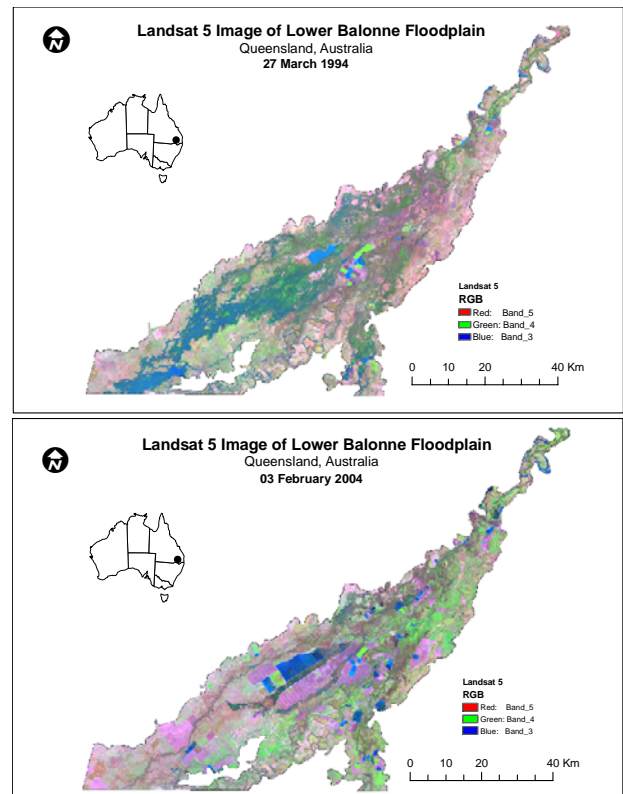 Landsat 5 Image of Lower Balonne Floodplain
Queensland, Australia
27 March 1994
N
Landsat 5
RGB
Red: Band_5
Green: Band_4
Blue: Band_3
0 10 20 40 Km
Landsat 5 Image of Lower Balonne Floodplain
Queensland, Australia
03 February 2004
N
Landsat 5
RGB
Red: Band_5
Green: Band_4
Blue: Band_3
0 10 20 40 Km